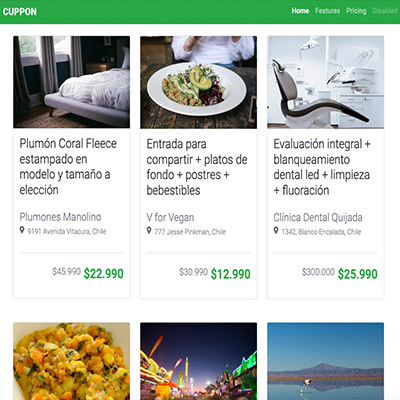 CUPPON
Home Features Pricing Disabled
Plumón Coral Fleece
estampado en
modelo y tamaño a
elección
Plumones Manolino
9191 Avenida Vitacura, Chile
$45.990 $22.990
Entrada para
compartir + platos de
fondo + postres +
bebestibles
V for Vegan
777 Jesse Pinkman, Chile
$30.990 $12.990
Evaluación integral +
blanqueamiento
dental led + limpieza
+ fluoración
Clínica Dental Quijada
1342, Blanco Encalada, Chile
$300.000 $25.990